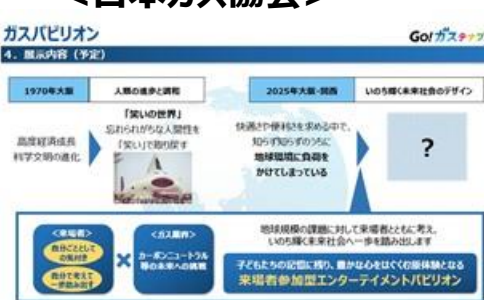 <日本ガス協会>
ガスパビリオン
Go! ガステップ
4. 展示内容（予定）
1970年大阪
人類の進歩と調和
2025年大阪・関西
いのち輝く未来社会のデザイン
高度経済成長
科学文明の進化
「笑いの世界」
忘れられがちな人間性を
「笑い」で取り戻す
快適さや便利さを求める中で、
知らず知らずのうちに
地球環境に負荷を
かけてしまっている
?
<来場者>
自分ごととして
の気付き
自分で考えて
一歩踏み出す
×
<ガス業界>
カーボンニュートラル
等の未来への挑戦
地球規模の課題に対して来場者とともに考え、
いのち輝く未来社会へ一歩を踏み出します
子どもたちの記憶に残り、豊かな心をはぐくむ原体験となる
来場者参加型エンターテイメントパビリオン